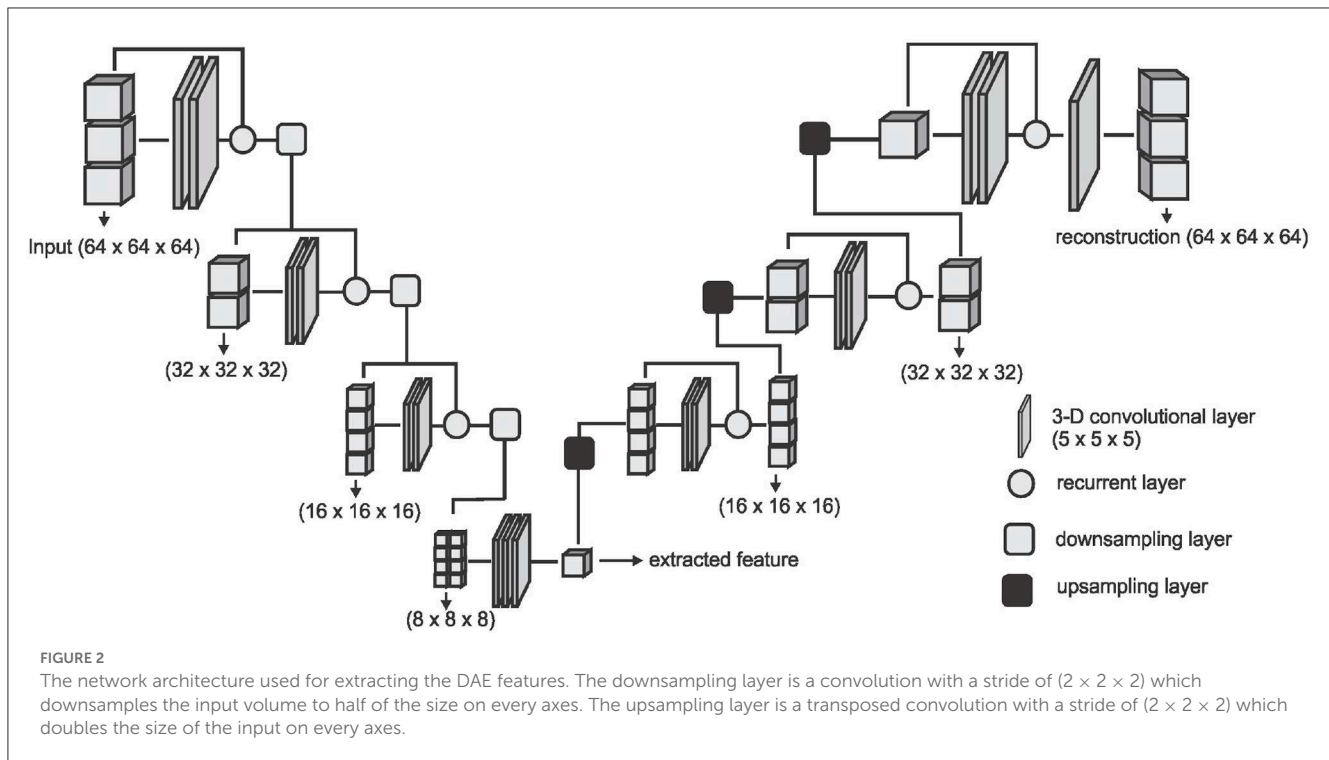 Input (64 x 64 x 64)
(32 x 32 x 32)
(16 x 16 x 16)
(8 x 8 x 8)
extracted feature
(16 x 16 x 16)
(32 x 32 x 32)
reconstruction (64 x 64 x 64)
3-D convolutional layer
(5 x 5 x 5)
recurrent layer
downsampling layer
upsampling layer
FIGURE 2
The network architecture used for extracting the DAE features. The downsampling layer is a convolution with a stride of (2 × 2 × 2) which
downsamples the input volume to half of the size on every axes. The upsampling layer is a transposed convolution with a stride of (2 × 2 × 2) which
doubles the size of the input on every axes.